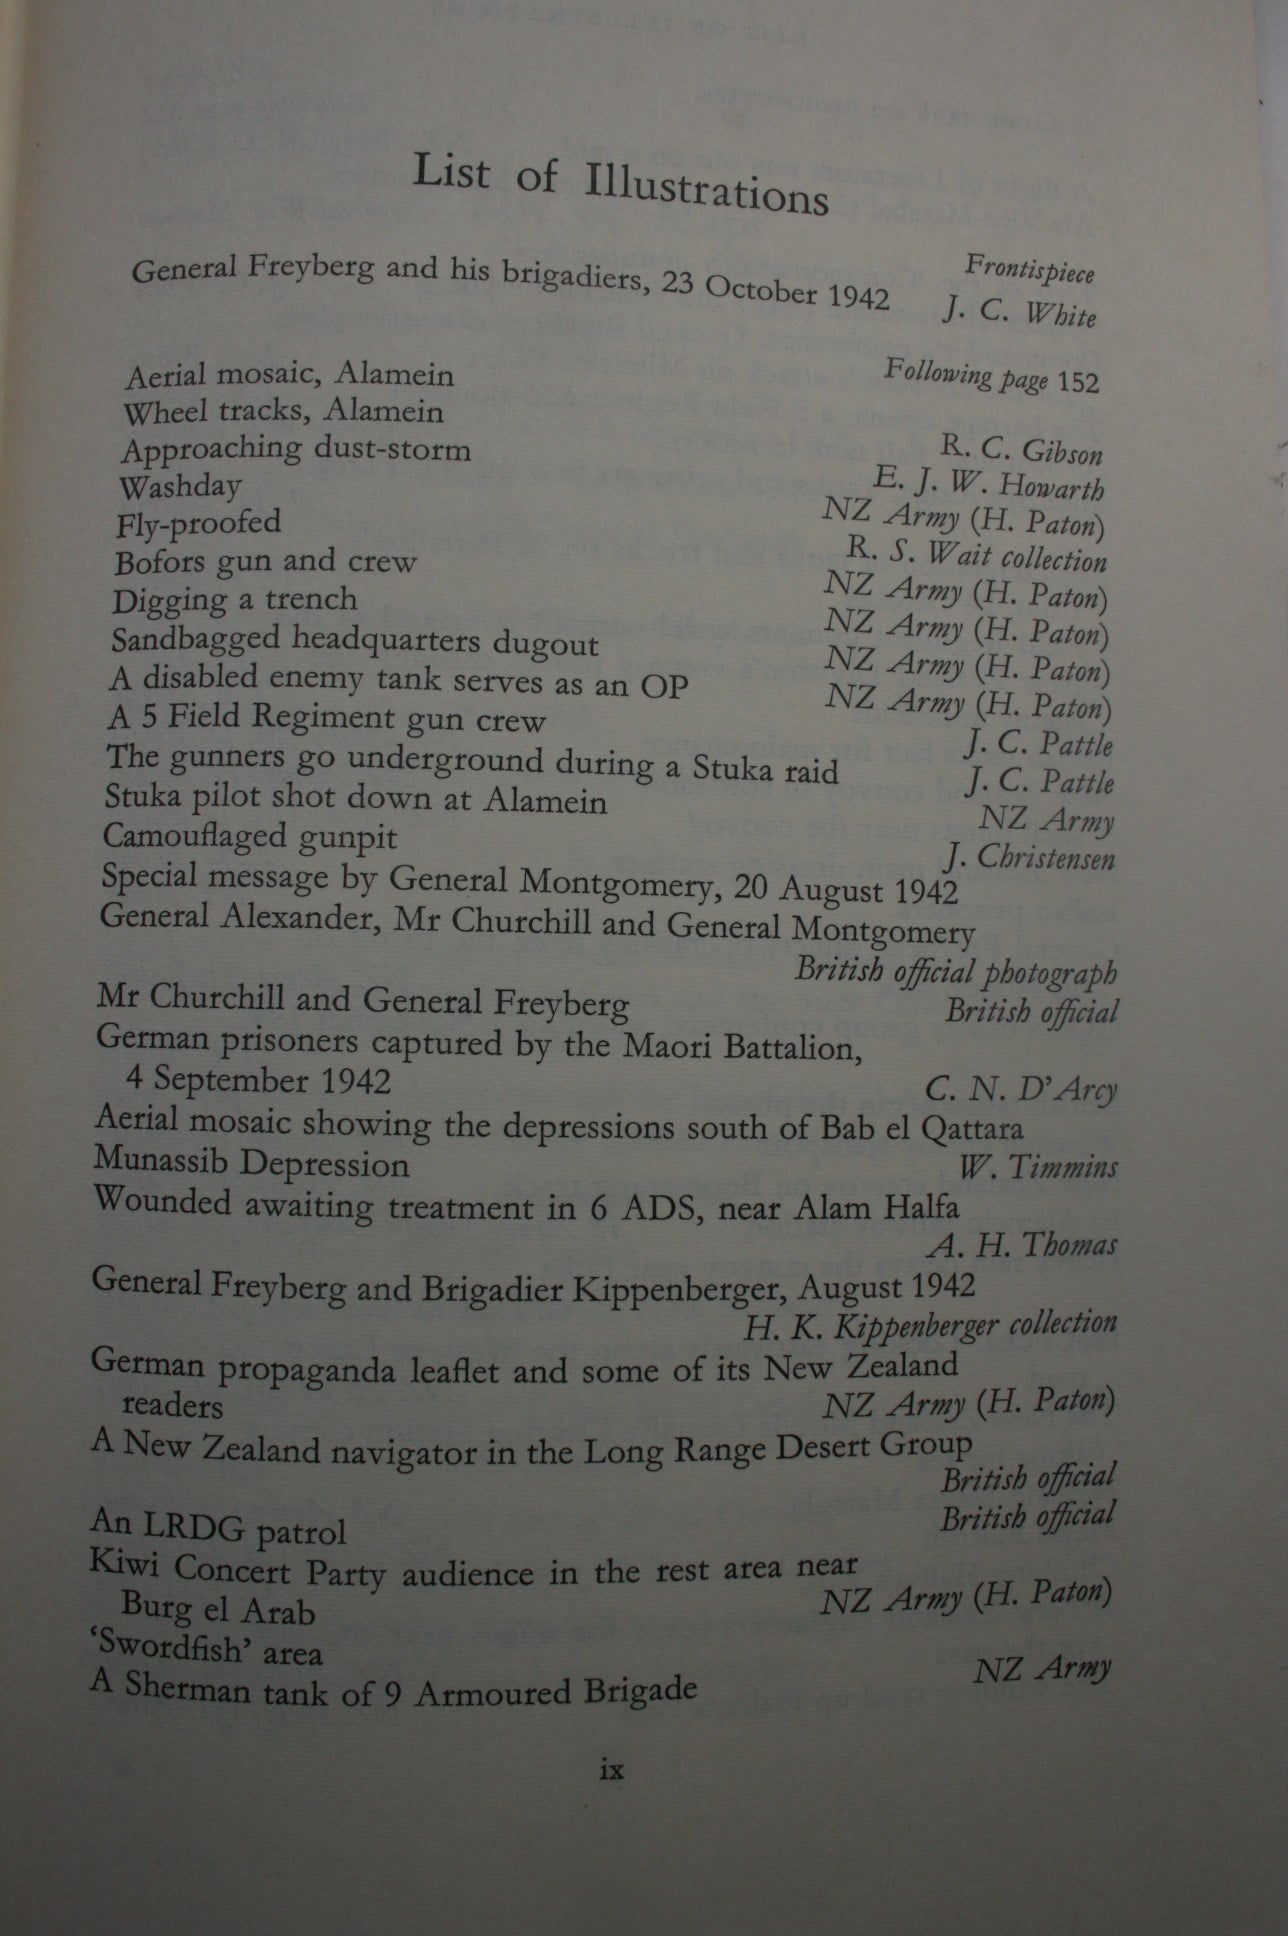 List of Illustrations
Frontispiece
General Freyberg and his brigadiers, 23 October 1942 J. C. White
Following page 152
Aerial mosaic, Alamein
Wheel tracks, Alamein R. C. Gibson
Approaching dust-storm E. J. W. Howarth
Washday NZ Army (H. Paton)
Fly-proofed R. S. Wait collection
Bofors gun and crew NZ Army (H. Paton)
Digging a trench NZ Army (H. Paton)
Sandbagged headquarters dugout NZ Army (H. Paton)
A disabled enemy tank serves as an OP NZ Army (H. Paton)
A 5 Field Regiment gun crew J. C. Pattle
The gunners go underground during a Stuka raid J. C. Pattle
Stuka pilot shot down at Alamein NZ Army
Camouflaged gunpit J. Christensen
Special message by General Montgomery, 20 August 1942
General Alexander, Mr Churchill and General Montgomery
British official photograph
Mr Churchill and General Freyberg British official
German prisoners captured by the Maori Battalion,
4 September 1942 C. N. D'Arcy
Aerial mosaic showing the depressions south of Bab el Qattara
Munassib Depression W. Timmins
Wounded awaiting treatment in 6 ADS, near Alam Halfa
A. H. Thomas
General Freyberg and Brigadier Kippenberger, August 1942
H. K. Kippenberger collection
German propaganda leaflet and some of its New Zealand
readers NZ Army (H. Paton)
A New Zealand navigator in the Long Range Desert Group
British official
An LRDG patrol British official
Kiwi Concert Party audience in the rest area near
Burg el Arab NZ Army (H. Paton)
‘Swordfish’ area
A Sherman tank of 9 Armoured Brigade NZ Army
ix